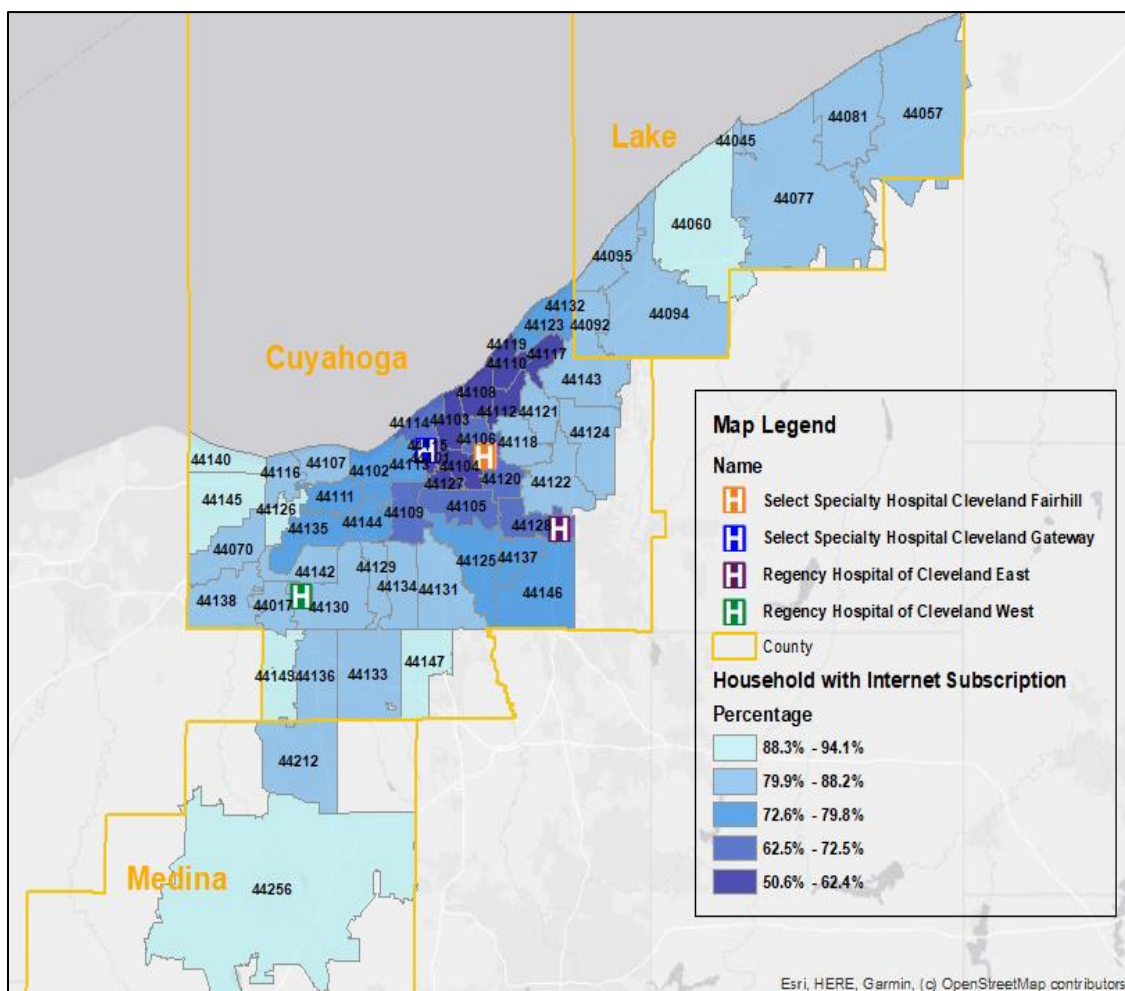 Lake
44057
44081
44045
44077
44060
44095
44094
44132
44123
44092
44119
44117
44110
Cuyahoga
44143
44108
44112
44121
44114
44103
44124
44106
44118
44140
44116
44107
44102
44113
44104
44120
44122
44145
44127
44111
44126
44109
44105
44128
44135
44144
44070
44125
44137
44142
44129
44134
44131
44146
44138
44017
44130
44149
44136
44133
44147
44212
Medina
44256
H
H
H
H
Map Legend
Name
H Select Specialty Hospital Cleveland Fairhill
H Select Specialty Hospital Cleveland Gateway
H Regency Hospital of Cleveland East
H Regency Hospital of Cleveland West
County
Household with Internet Subscription
Percentage
88.3% - 94.1%
79.9% - 88.2%
72.6% - 79.8%
62.5% - 72.5%
50.6% - 62.4%
Esri, HERE, Garmin, (c) OpenStreetMap contributors